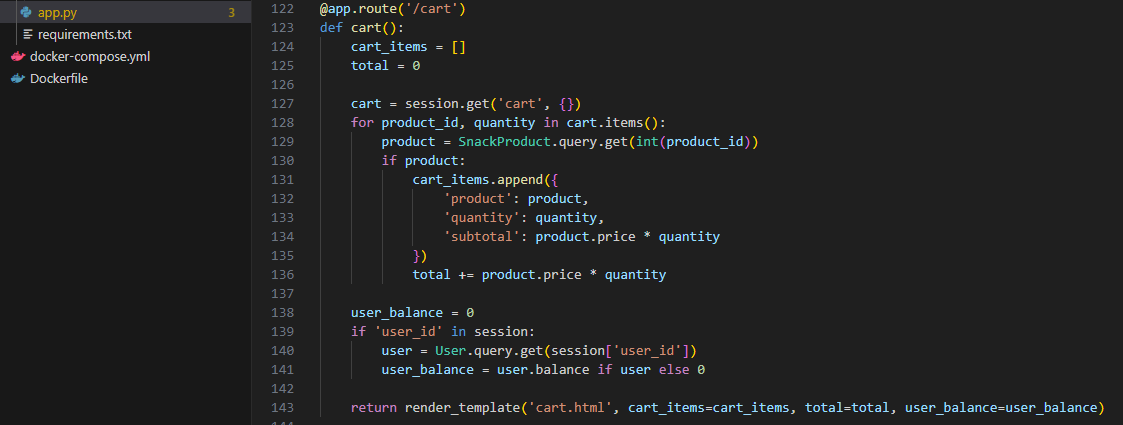 app.py 3
requirements.txt
docker-compose.yml
Dockerfile
122 @app.route('/cart')
123 def cart():
124     cart_items = []
125     total = 0
126
127     cart = session.get('cart', {})
128     for product_id, quantity in cart.items():
129         product = SnackProduct.query.get(int(product_id))
130         if product:
131             cart_items.append({
132                 'product': product,
133                 'quantity': quantity,
134                 'subtotal': product.price * quantity
135             })
136             total += product.price * quantity
137
138     user_balance = 0
139     if 'user_id' in session:
140         user = User.query.get(session['user_id'])
141         user_balance = user.balance if user else 0
142
143     return render_template('cart.html', cart_items=cart_items, total=total, user_balance=user_balance)